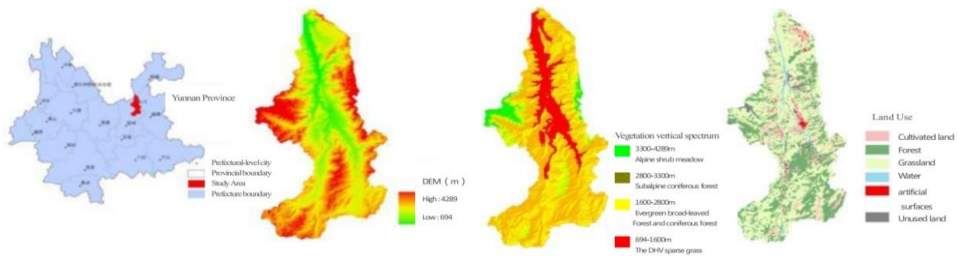 Yunnan Province
Prefectural-level city
Provincial boundary
Study Area
Prefecture boundary
DEM（m）
High : 4289
Low : 694
Vegetation vertical spectrum
3300-4289m
Alpine shrub meadow
2800-3300m
Subalpine coniferous forest
1600-2800m
Evergreen broad-leaved
Forest and coniferous forest
694-1600m
The DHV sparse grass
Land Use
Cultivated land
Forest
Grassland
Water
artificial
surfaces
Unused land